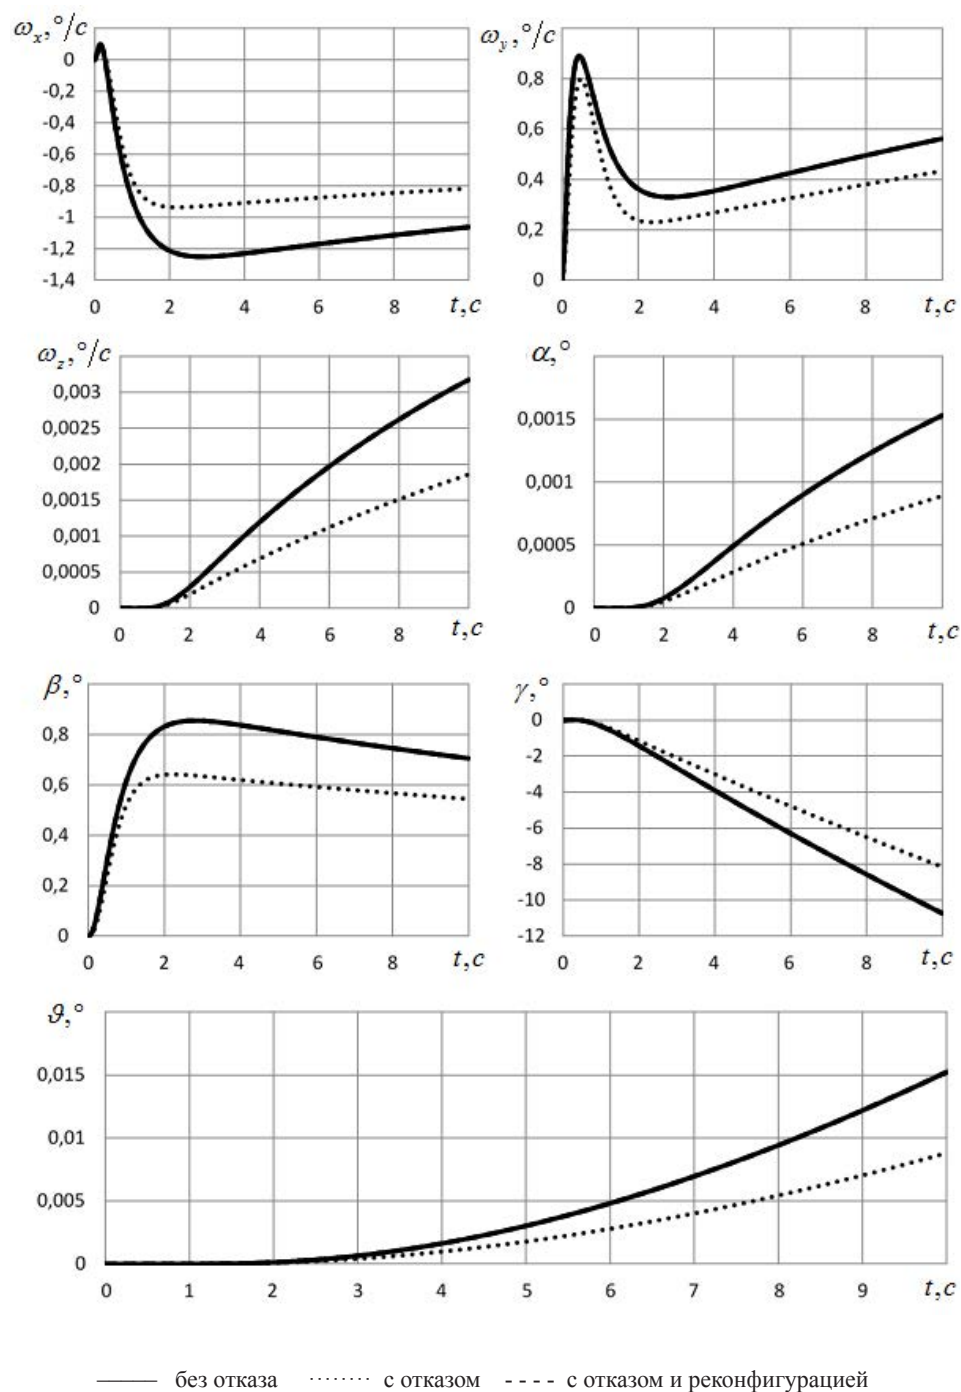 ω_x,°/c ω_y,°/c
0 0,8
-0,2
-0,4 0,6
-0,6
-0,8 0,4
-1 0,2
-1,2
-1,4 0
0 2 4 6 8 t,c 0 2 4 6 8 t,c
ω_z,°/c α,°
0,003
0,0025 0,0015
0,002
0,0015 0,001
0,001
0,0005 0,0005
0 0
0 2 4 6 8 t,c 0 2 4 6 8 t,c
β,° γ,°
0
0,8 -2
0,6 -4
-6
0,4 -8
0,2 -10
0 -12
0 2 4 6 8 t,c 0 2 4 6 8 t,c
ϑ,°
0,015
0,01
0,005
0
0 1 2 3 4 5 6 7 8 9 t,c
—— без отказа ········ с отказом - - - - с отказом и реконфигурацией